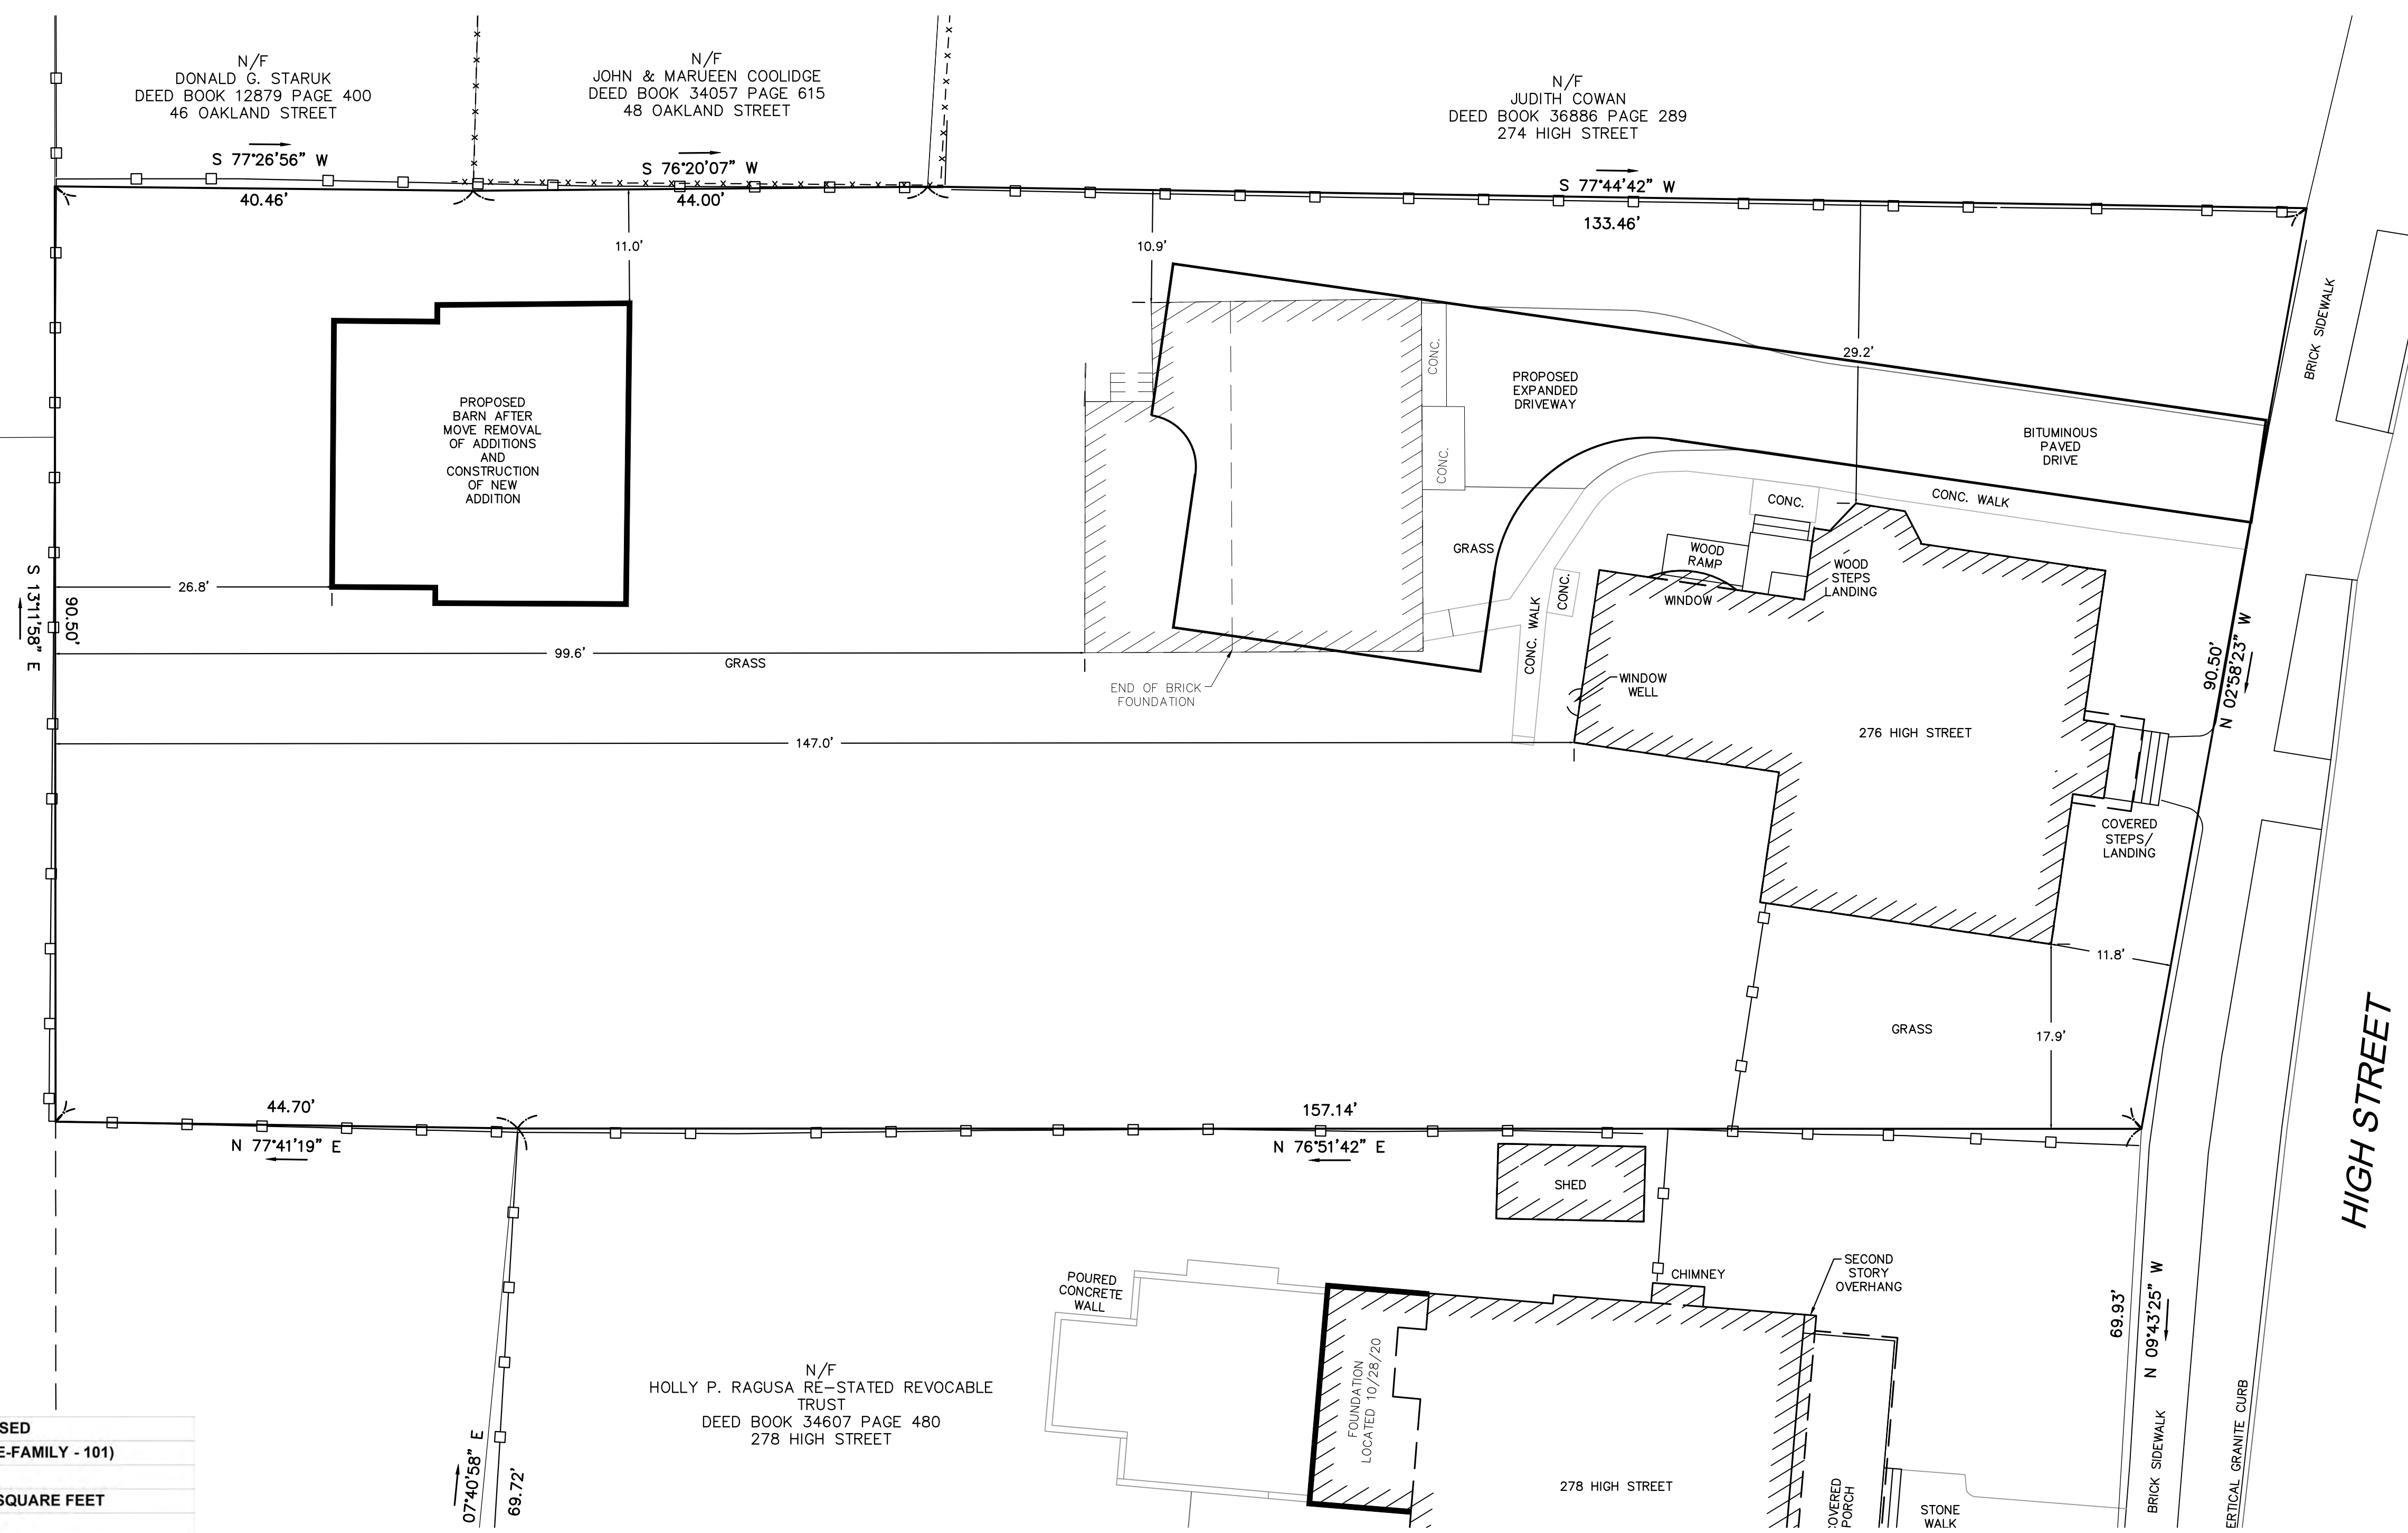 N/F
DONALD G. STARUK
DEED BOOK 12879 PAGE 400
46 OAKLAND STREET
N/F
JOHN & MARUEEN COOLIDGE
DEED BOOK 34057 PAGE 615
48 OAKLAND STREET
N/F
JUDITH COWAN
DEED BOOK 36886 PAGE 289
274 HIGH STREET
S 77°26'56" W
40.46'
S 76°20'07" W
44.00'
S 77°44'42" W
133.46'
11.0'
10.9'
29.2'
BRICK SIDEWALK
PROPOSED
BARN AFTER
MOVE REMOVAL
OF ADDITIONS
AND
CONSTRUCTION
OF NEW
ADDITION
CONC.
CONC.
PROPOSED
EXPANDED
DRIVEWAY
BITUMINOUS
PAVED
DRIVE
CONC. WALK
CONC.
GRASS
WOOD
RAMP
WOOD
STEPS
LANDING
WINDOW
CONC.
CONC. WALK
26.8'
S 13°11'58" E
90.50'
99.6'
GRASS
END OF BRICK
FOUNDATION
WINDOW
WELL
147.0'
276 HIGH STREET
90.50'
N 02°58'23" W
COVERED
STEPS/
LANDING
11.8'
GRASS
17.9'
HIGH STREET
44.70'
N 77°41'19" E
157.14'
N 76°51'42" E
SHED
POURED
CONCRETE
WALL
CHIMNEY
SECOND
STORY
OVERHANG
69.93'
N 09°43'25" W
N/F
HOLLY P. RAGUSA RE-STATED REVOCABLE
TRUST
DEED BOOK 34607 PAGE 480
278 HIGH STREET
FOUNDATION
LOCATED 10/28/20
278 HIGH STREET
COVERED
PORCH
STONE
WALK
BRICK SIDEWALK
ERTICAL GRANITE CURB
07°40'58" E
69.72'
SED
E-FAMILY - 101)
SQUARE FEET